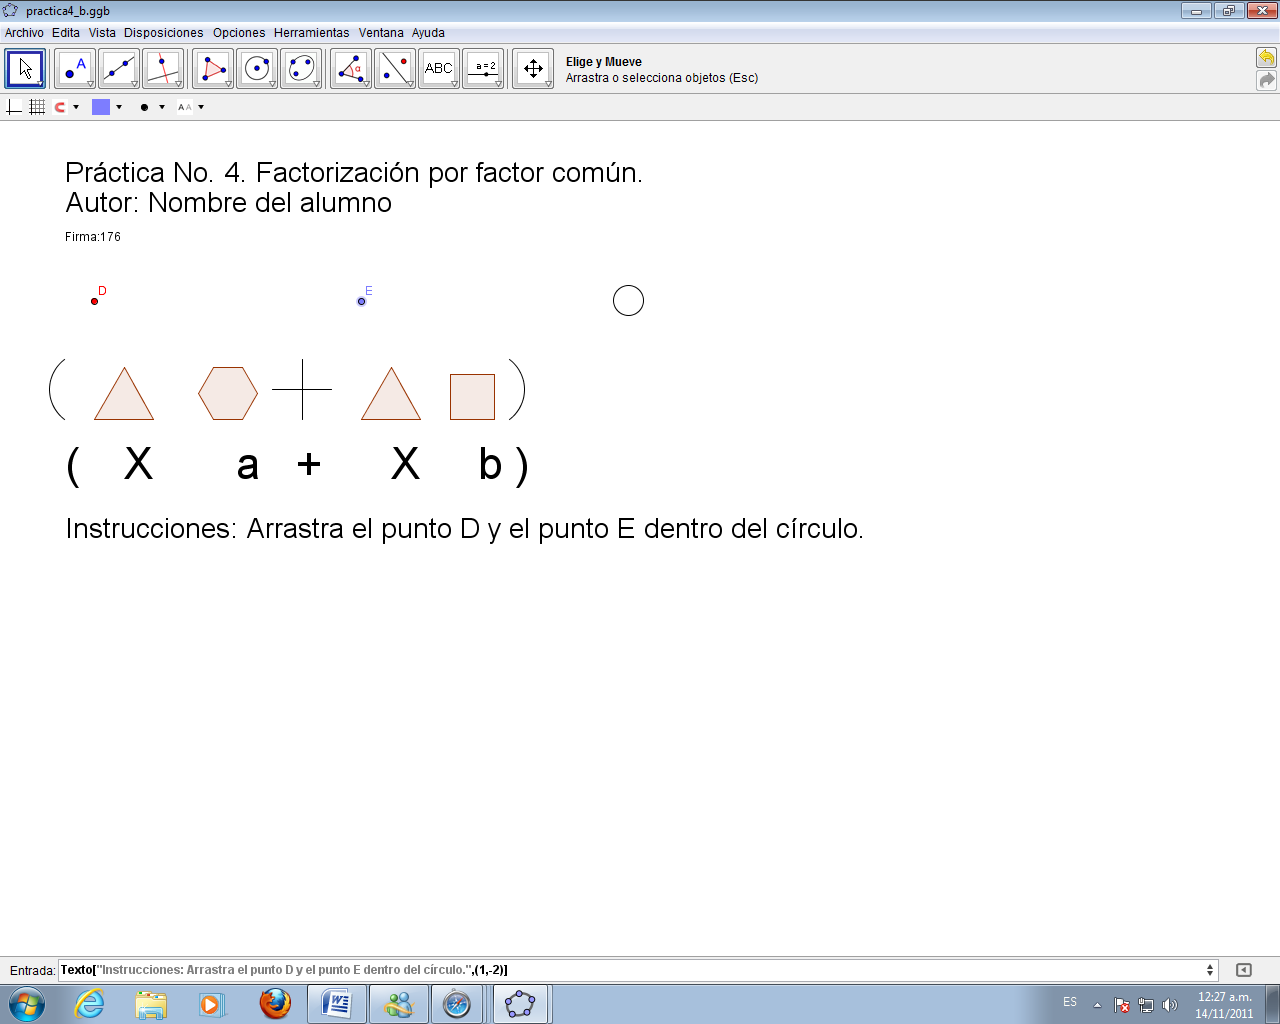 practica4_b.ggb
Archivo Edita Vista Disposiciones Opciones Herramientas Ventana Ayuda
A
α
ABC
a = 2
Elige y Mueve
Arrastra o selecciona objetos (Esc)
A A
Práctica No. 4. Factorización por factor común.
Autor: Nombre del alumno
Firma:176
D E
( X a + X b )
Instrucciones: Arrastra el punto D y el punto E dentro del círculo.
Entrada: Texto["Instrucciones: Arrastra el punto D y el punto E dentro del círculo.",(1,-2)]
W
ES
12:27 a.m.
14/11/2011